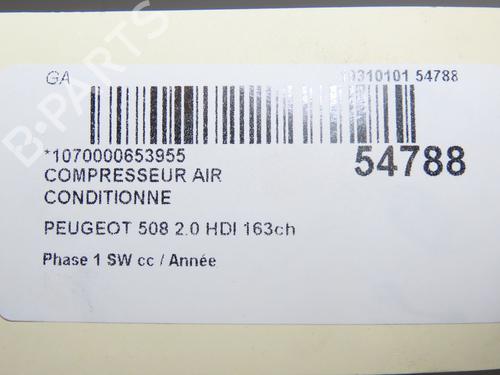 GA
10310101 54788
*1070000653955
54788
COMPRESSEUR AIR
CONDITIONNE
PEUGEOT 508 2.0 HDI 163ch
Phase 1 SW cc / Année
B-PARTS